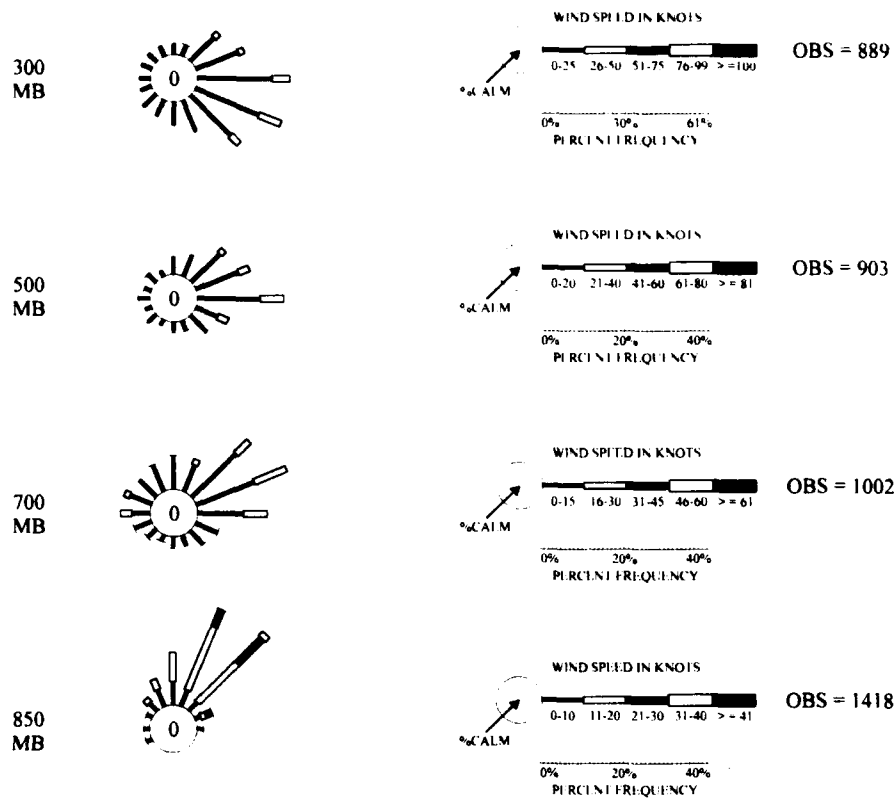 WIND SPEED IN KNOTS
300 MB
0
0-25 26-50 51-75 76-99 > =100
OBS = 889
%CALM
0% 30% 61%
PERCENT FREQUENCY
WIND SPEED IN KNOTS
500 MB
0
0-20 21-40 41-60 61-80 > = 81
OBS = 903
%CALM
0% 20% 40%
PERCENT FREQUENCY
WIND SPEED IN KNOTS
700 MB
0
0-15 16-30 31-45 46-60 > = 61
OBS = 1002
%CALM
0% 20% 40%
PERCENT FREQUENCY
WIND SPEED IN KNOTS
850 MB
0
0-10 11-20 21-30 31-40 > = 41
OBS = 1418
%CALM
0% 20% 40%
PERCENT FREQUENCY